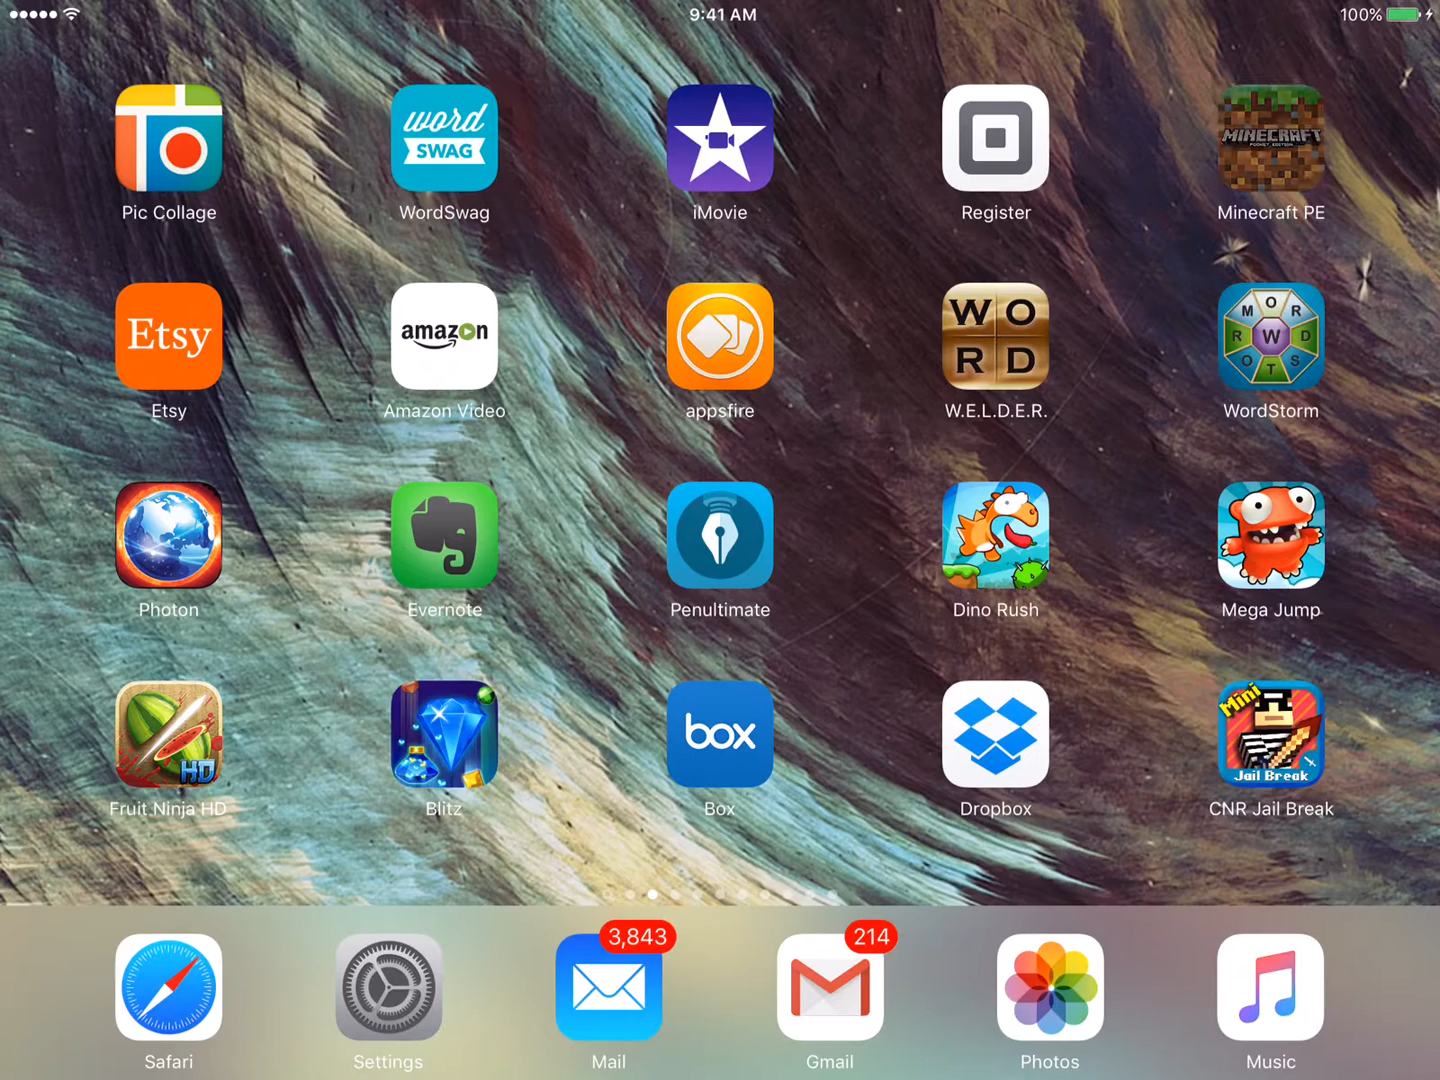 9:41 AM
100%
word
SWAG
MINECRAFT
POCKET EDITION
Pic Collage
WordSwag
iMovie
Register
Minecraft PE
Etsy
amazon
W O
R D
M O R
R W D
O T S
Etsy
Amazon Video
appsfire
W.E.L.D.E.R.
WordStorm
Photon
Evernote
Penultimate
Dino Rush
Mega Jump
HD
box
Mini
Jail Break
Fruit Ninja HD
Blitz
Box
Dropbox
CNR Jail Break
3,843
214
Safari
Settings
Mail
Gmail
Photos
Music